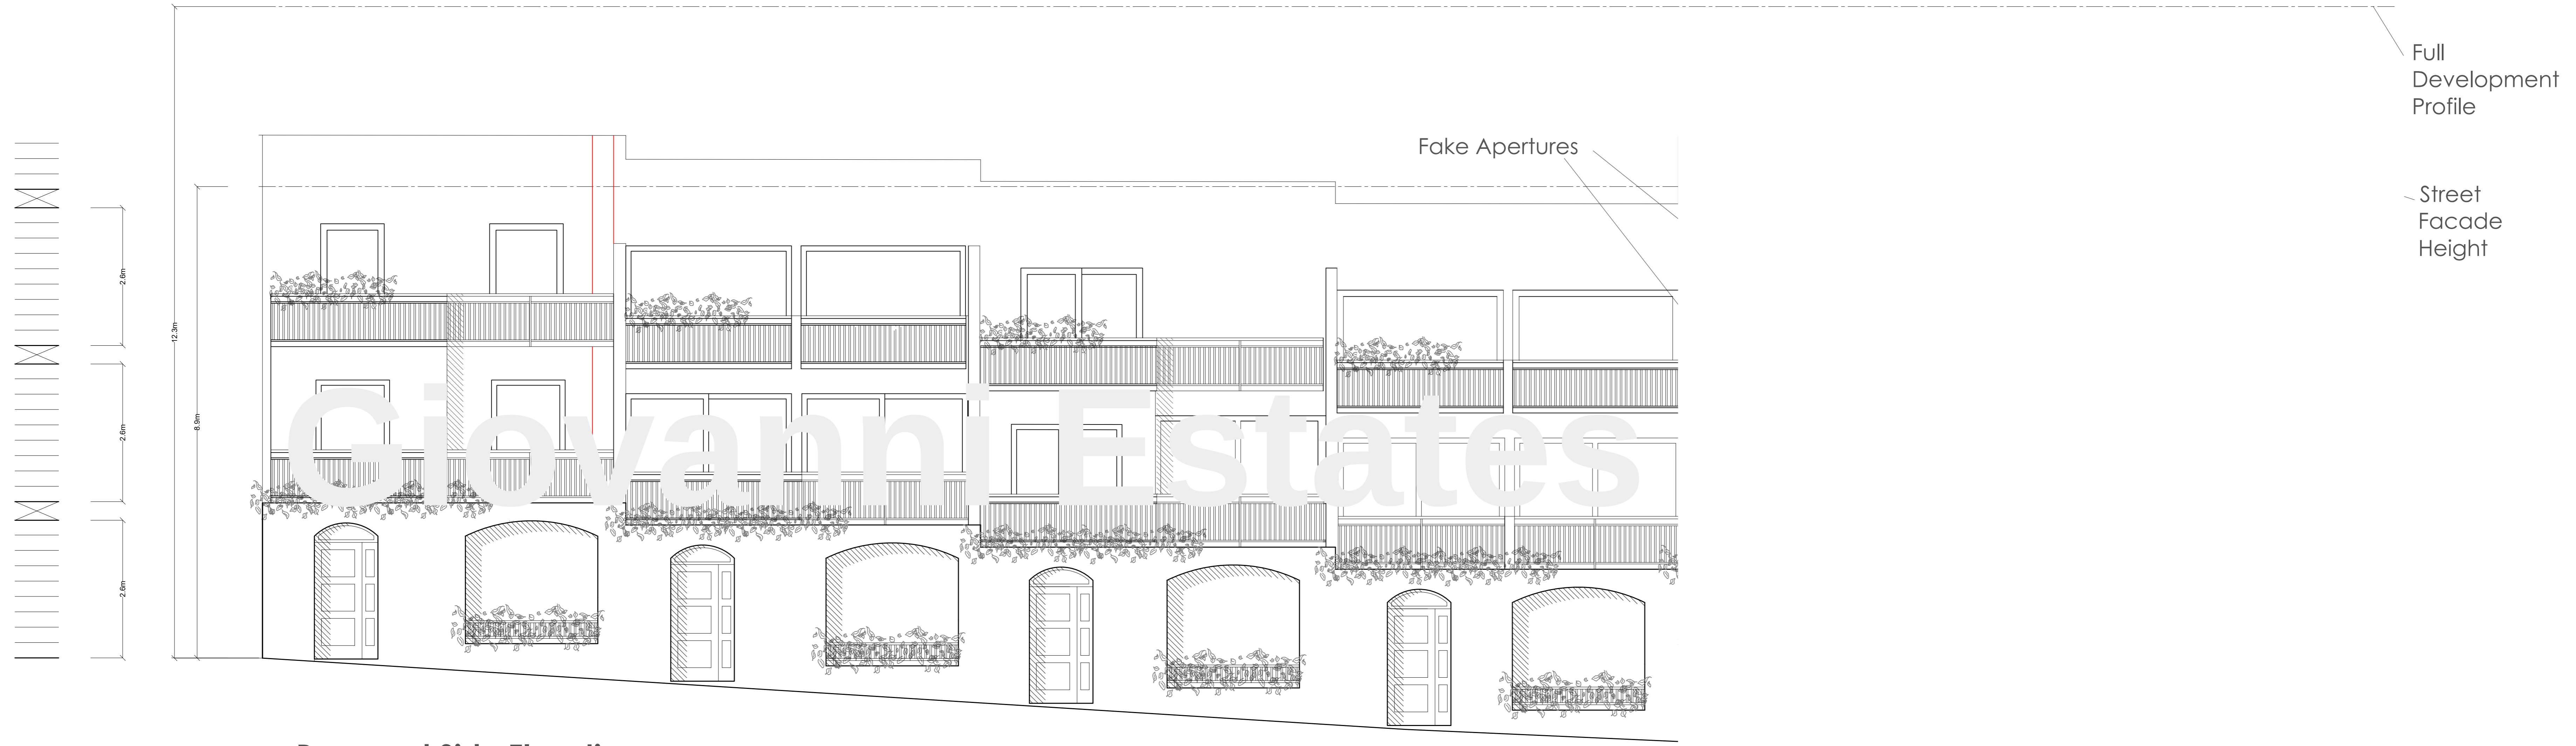 Full
Development
Profile
Fake Apertures
Street
Facade
Height
2.6m
12.3m
8.9m
2.6m
2.6m
Giovanni Estates